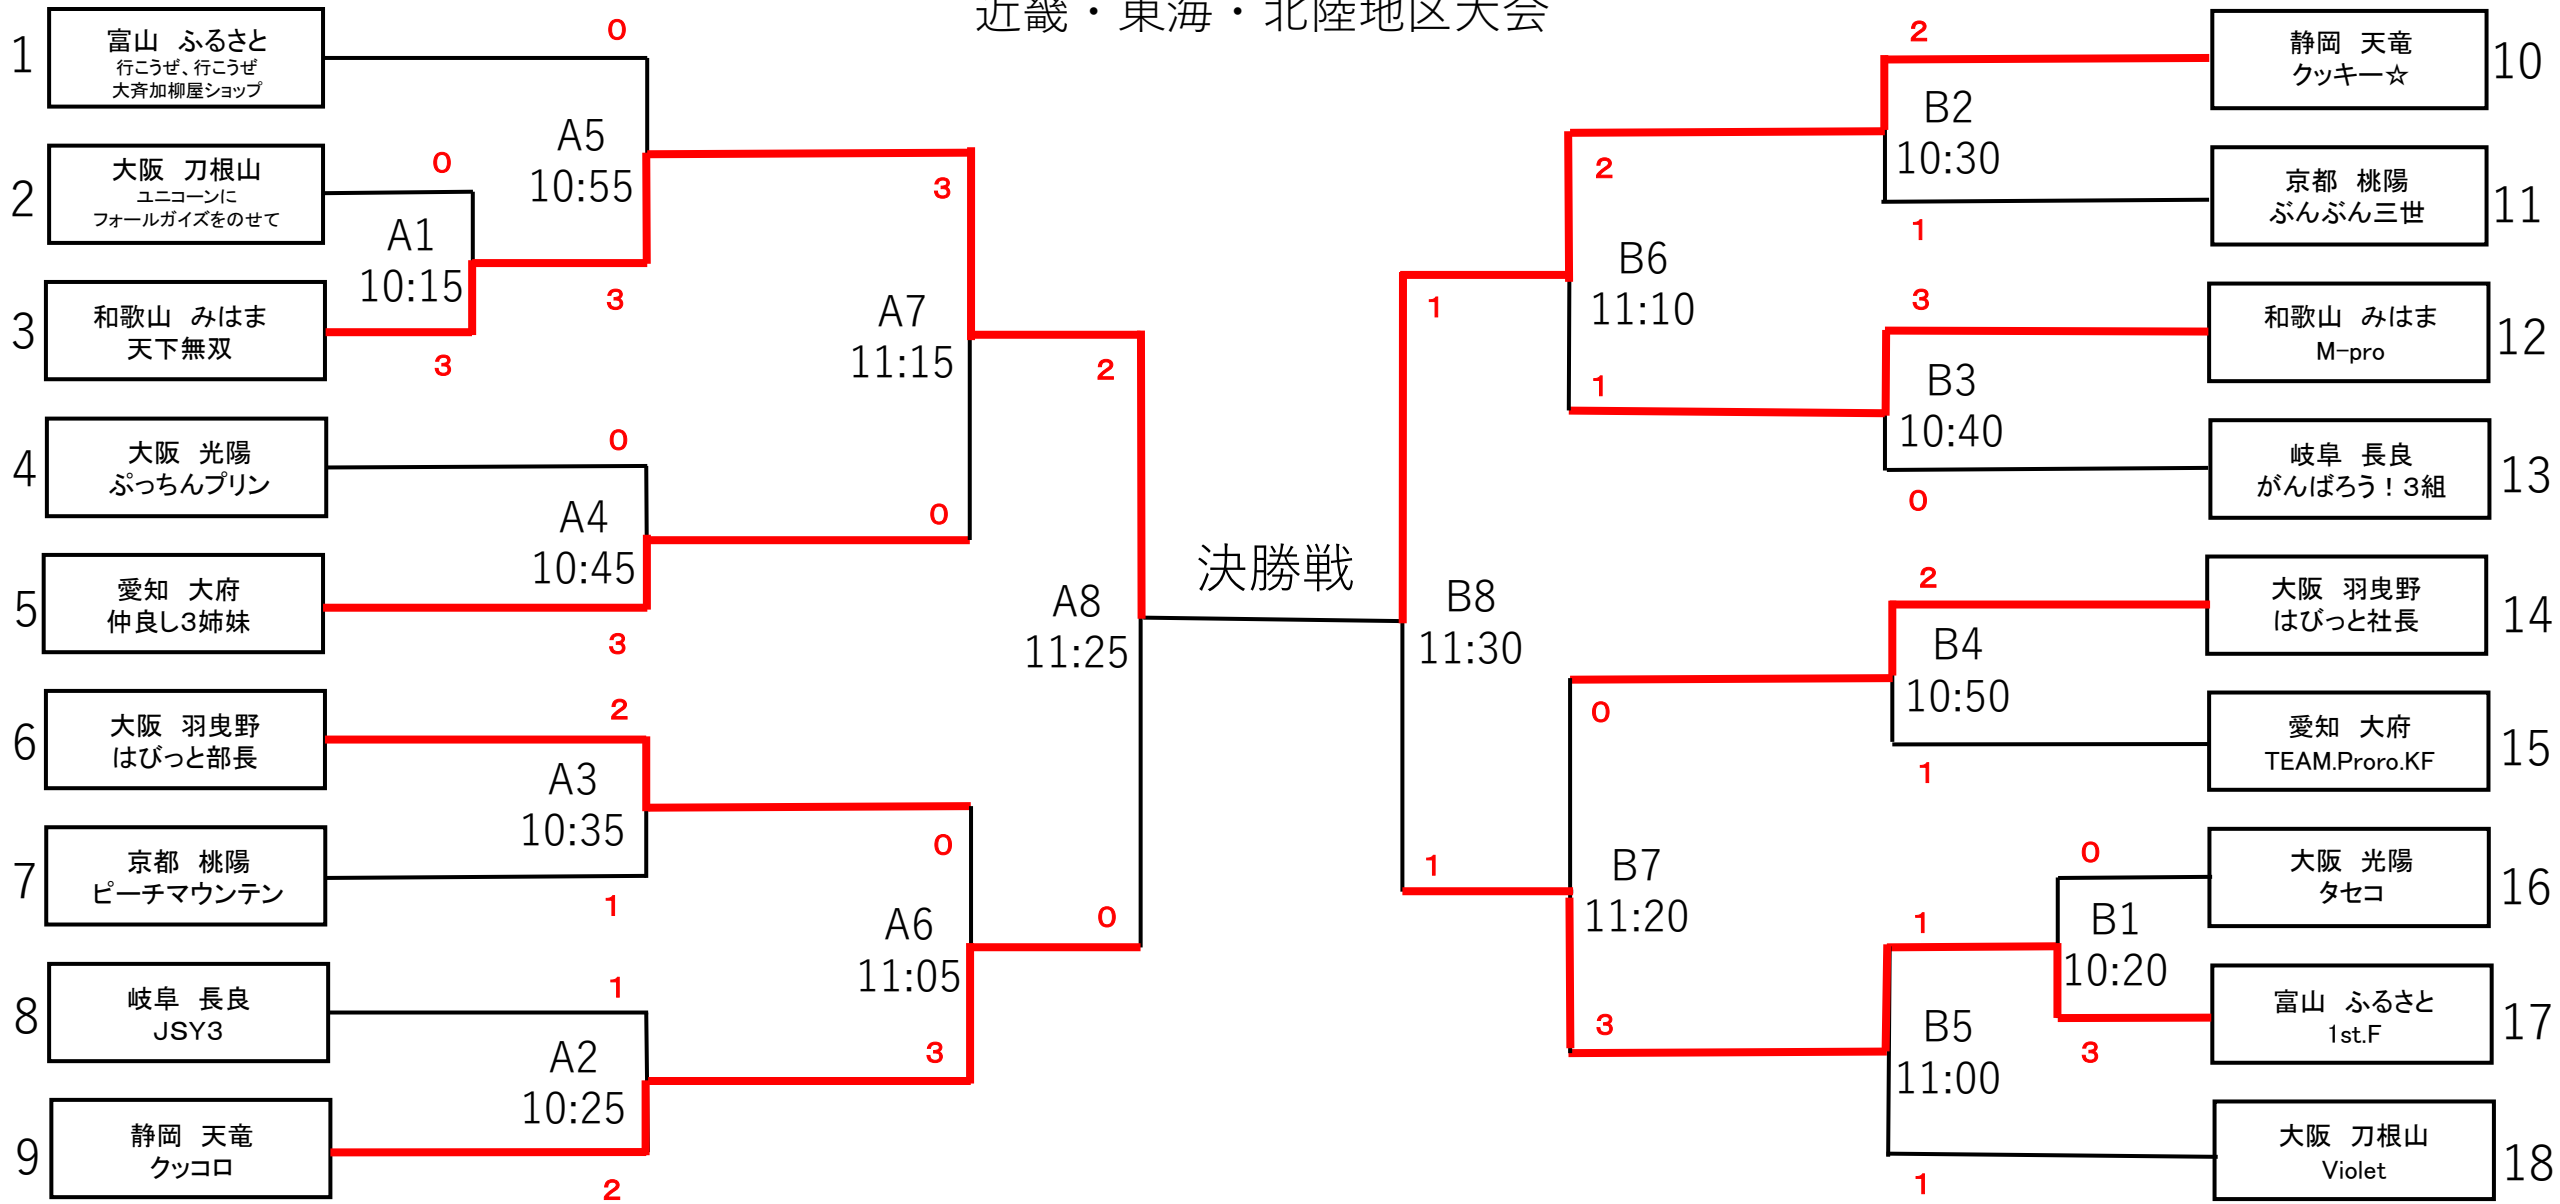 近畿・東海・北陸地区大会
1
富山　ふるさと
行こうぜ、行こうぜ
大斉加柳屋ショップ
0
2
大阪　刀根山
ユニコーンに
フォールガイズをのせて
0
A1
10:15
3
和歌山　みはま
天下無双
3
A5
10:55
3
4
大阪　光陽
ぷっちんプリン
0
A4
10:45
5
愛知　大府
仲良し3姉妹
3
3
A7
11:15
0
6
大阪　羽曳野
はびっと部長
2
A3
10:35
7
京都　桃陽
ピーチマウンテン
1
8
岐阜　長良
JSY3
1
A2
10:25
9
静岡　天竜
クッコロ
2
0
A6
11:05
3
2
A8
11:25
0
決勝戦
1
B8
11:30
1
2
B6
11:10
1
0
B7
11:20
3
2
静岡　天竜
クッキー☆
10
B2
10:30
京都　桃陽
ぶんぶん三世
11
1
3
和歌山　みはま
M-pro
12
B3
10:40
岐阜　長良
がんばろう！3組
13
0
2
大阪　羽曳野
はびっと社長
14
B4
10:50
愛知　大府
TEAM.Proro.KF
15
1
0
大阪　光陽
タセコ
16
B1
10:20
富山　ふるさと
1st.F
17
3
1
B5
11:00
大阪　刀根山
Violet
18
1